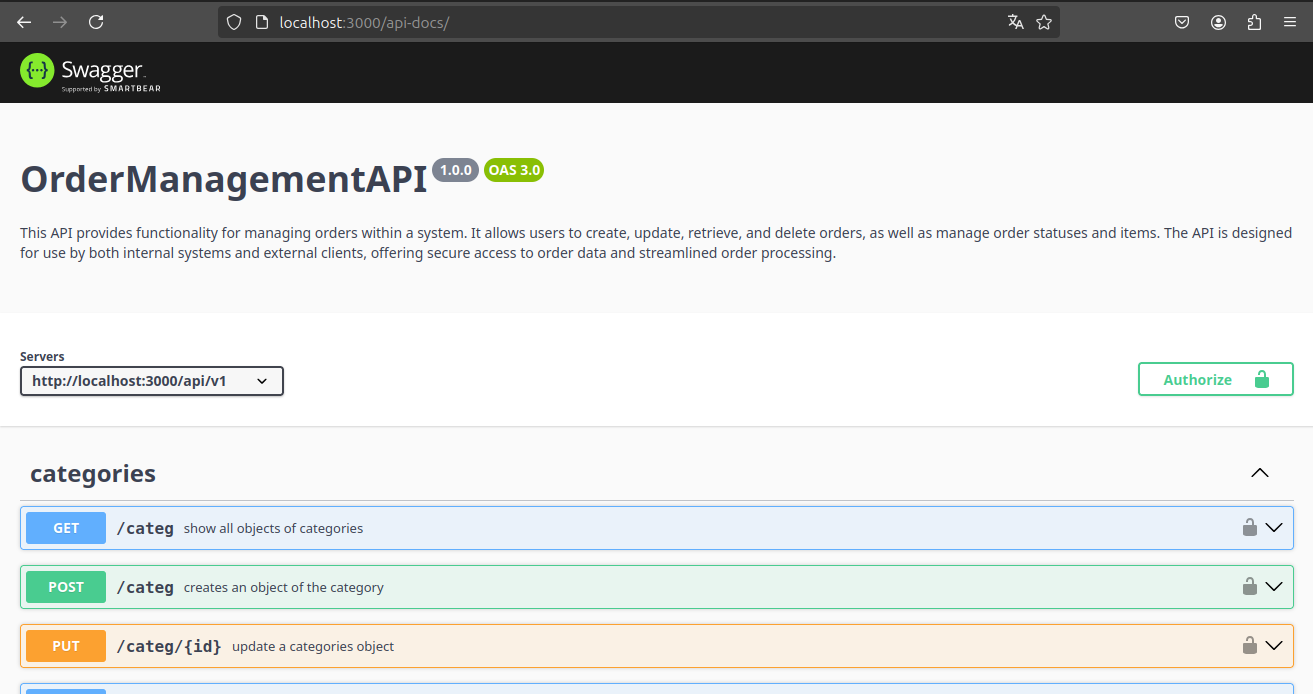 localhost:3000/api-docs/
Swagger
Supported by SMARTBEAR
OrderManagementAPI 1.0.0 OAS 3.0
This API provides functionality for managing orders within a system. It allows users to create, update, retrieve, and delete orders, as well as manage order statuses and items. The API is designed
for use by both internal systems and external clients, offering secure access to order data and streamlined order processing.
Servers
http://localhost:3000/api/v1
Authorize
categories
GET /categ show all objects of categories
POST /categ creates an object of the category
PUT /categ/{id} update a categories object